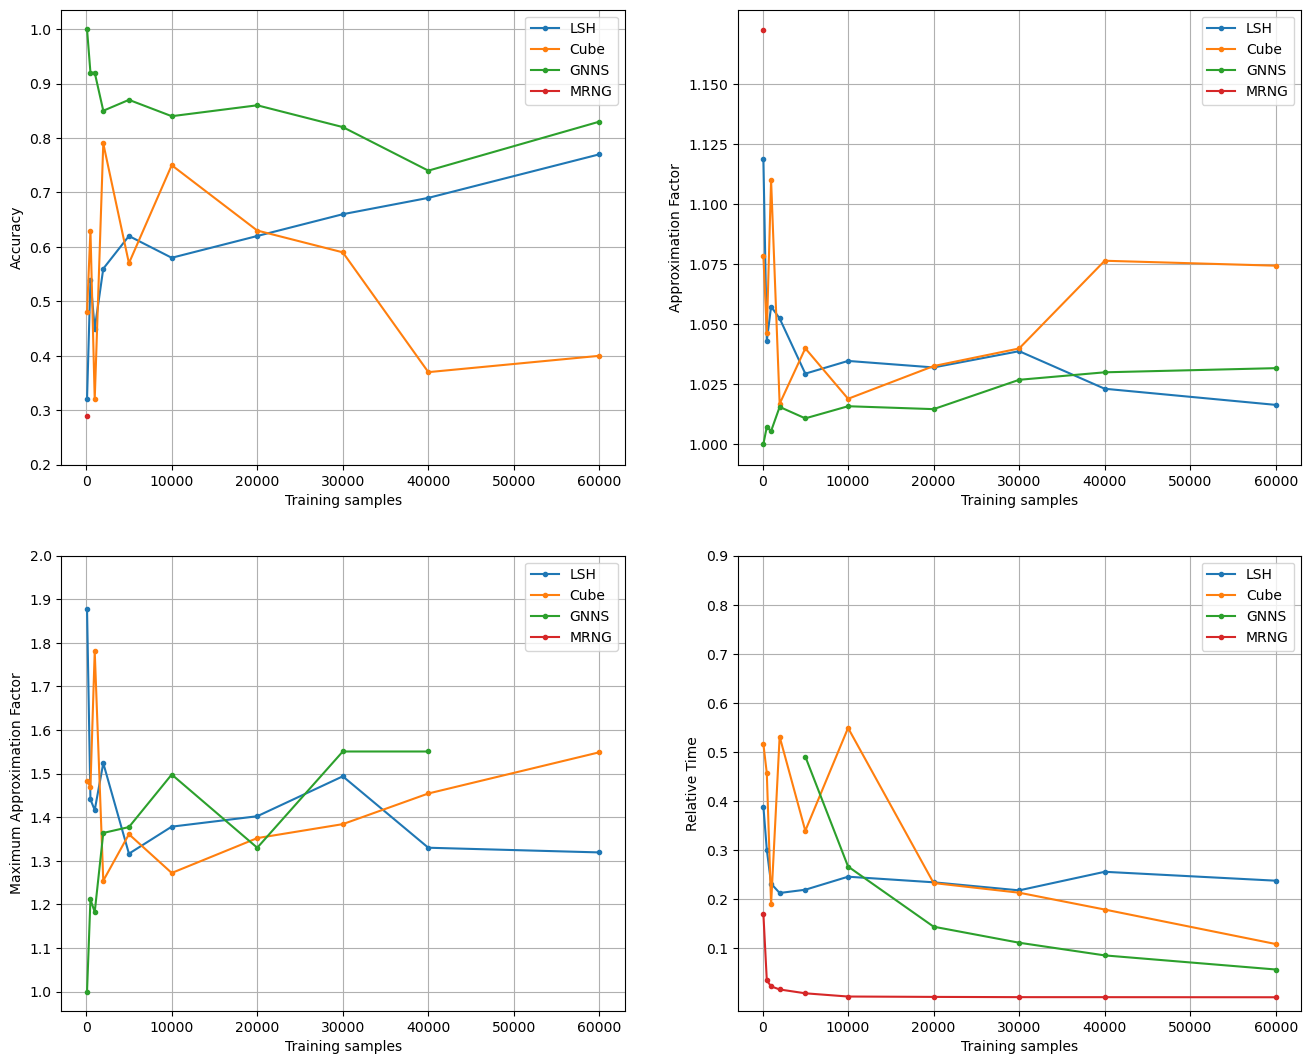 1.0
0.9
0.8
0.7
0.6
0.5
0.4
0.3
0.2
Accuracy
0 10000 20000 30000 40000 50000 60000
Training samples
LSH
Cube
GNNS
MRNG
1.150
1.125
1.100
1.075
1.050
1.025
1.000
Approximation Factor
0 10000 20000 30000 40000 50000 60000
Training samples
LSH
Cube
GNNS
MRNG
2.0
1.9
1.8
1.7
1.6
1.5
1.4
1.3
1.2
1.1
1.0
Maximum Approximation Factor
0 10000 20000 30000 40000 50000 60000
Training samples
LSH
Cube
GNNS
MRNG
0.9
0.8
0.7
0.6
0.5
0.4
0.3
0.2
0.1
Relative Time
0 10000 20000 30000 40000 50000 60000
Training samples
LSH
Cube
GNNS
MRNG